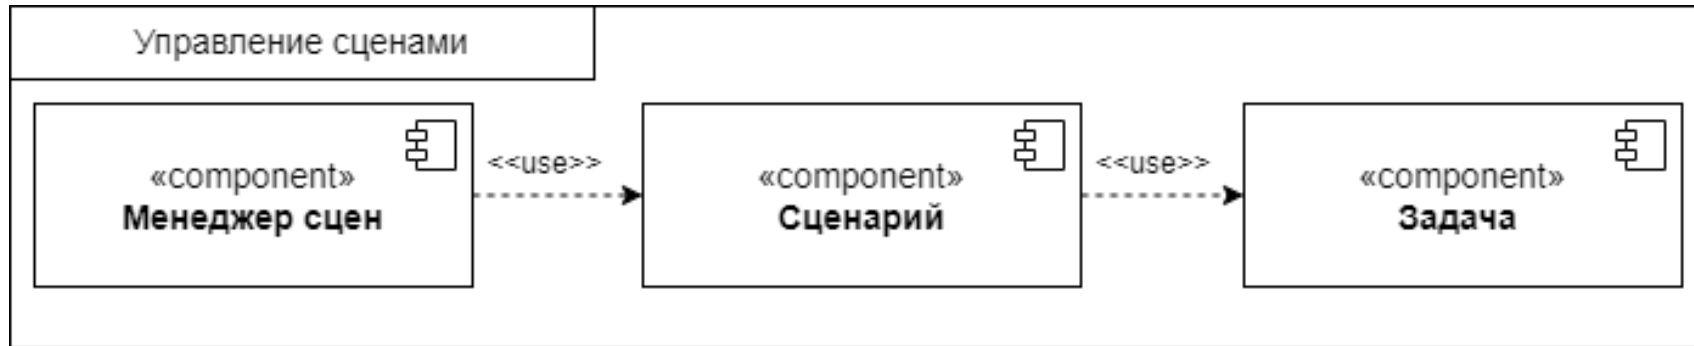 Управление сценами
«component»
Менеджер сцен
<<use>>
«component»
Сценарий
<<use>>
«component»
Задача